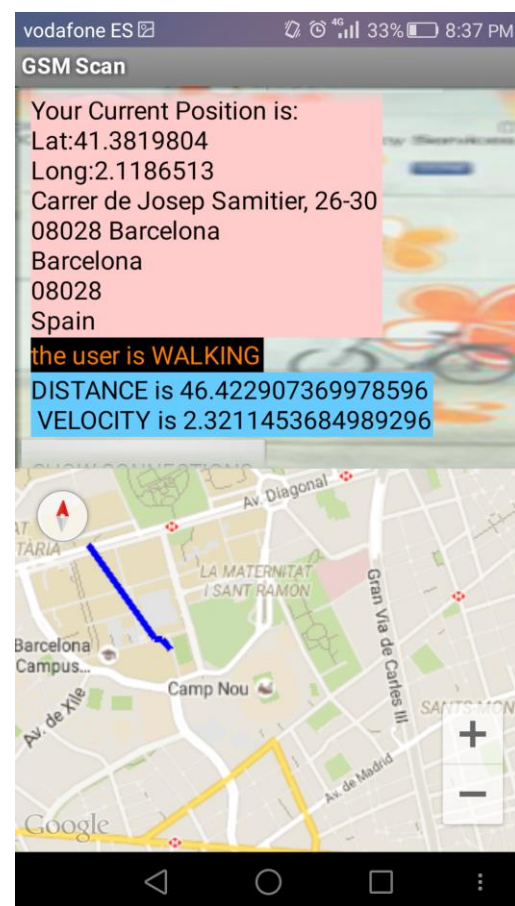 vodafone ES 4G 33% 8:37 PM
GSM Scan
Your Current Position is:
Lat:41.3819804
Long:2.1186513
Carrer de Josep Samitier, 26-30
08028 Barcelona
Barcelona
08028
Spain
the user is WALKING
DISTANCE is 46.422907369978596
VELOCITY is 2.3211453684989296
SHOW CONNECTIONS
Av. Diagonal
TÀRIA
LA MATERNITAT
I SANT RAMON
Gran Via de Carles III
Barcelona
Campus...
Camp Nou
Av. de Xile
SANTS-MON
Av. de Madrid
+
−
Google